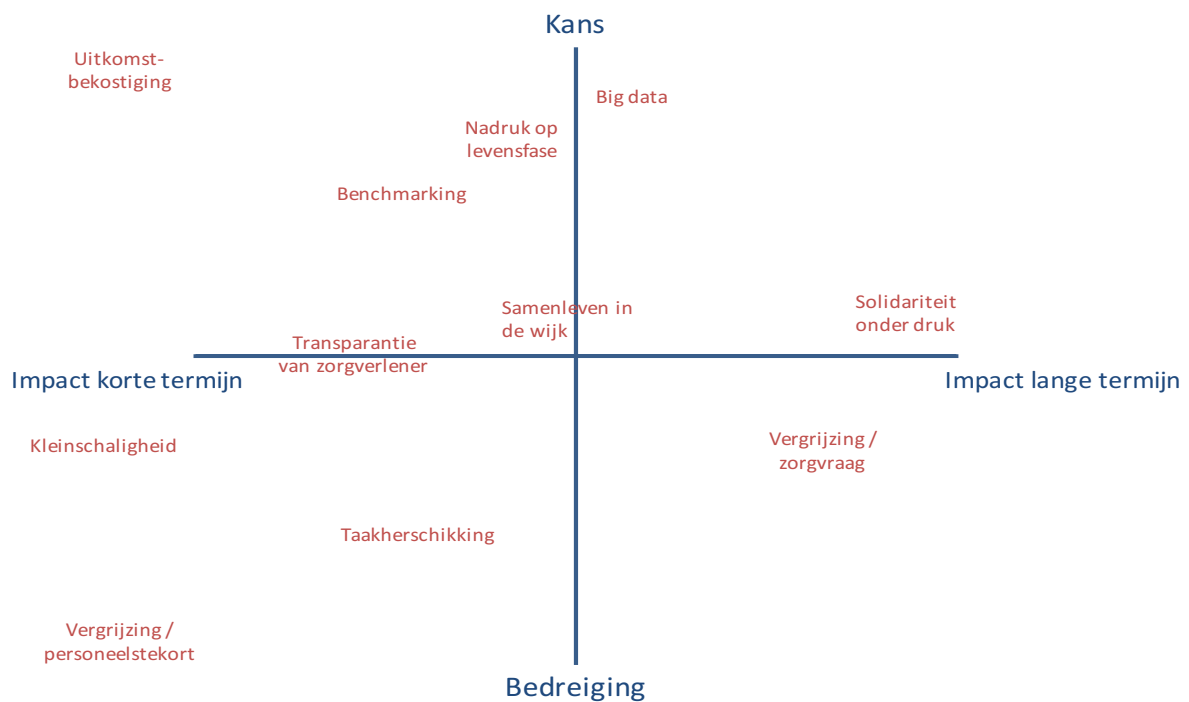 Kans
Uitkomst-
bekostiging
Big data
Nadruk op
levensfase
Benchmarking
Samenleven in
de wijk
Solidariteit
onder druk
Transparantie
van zorgverlener
Impact korte termijn
Impact lange termijn
Kleinschaligheid
Vergrijzing /
zorgvraag
Taakherschikking
Vergrijzing /
personeelstekort
Bedreiging